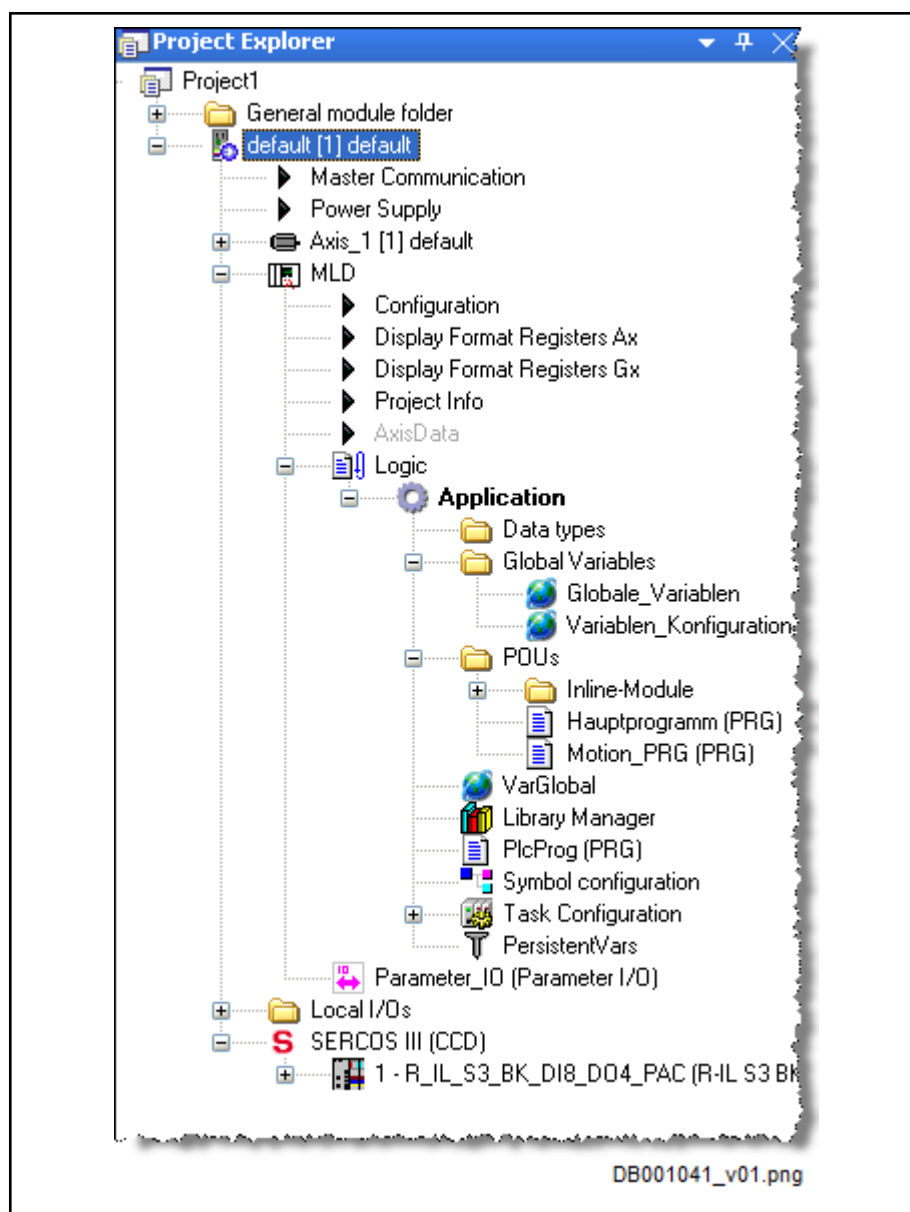 Project Explorer
Project1
General module folder
default [1] default
Master Communication
Power Supply
Axis_1 [1] default
MLD
Configuration
Display Format Registers Ax
Display Format Registers Gx
Project Info
AxisData
Logic
Application
Data types
Global Variables
Globale_Variablen
Variablen_Konfiguration
POUs
Inline-Module
Hauptprogramm (PRG)
Motion_PRG (PRG)
VarGlobal
Library Manager
PlcProg (PRG)
Symbol configuration
Task Configuration
PersistentVars
Parameter_IO (Parameter I/O)
Local I/Os
S SERCOS III (CCD)
1 - R_IL_S3_BK_DI8_DO4_PAC (R-IL S3 BK
DB001041_v01.png